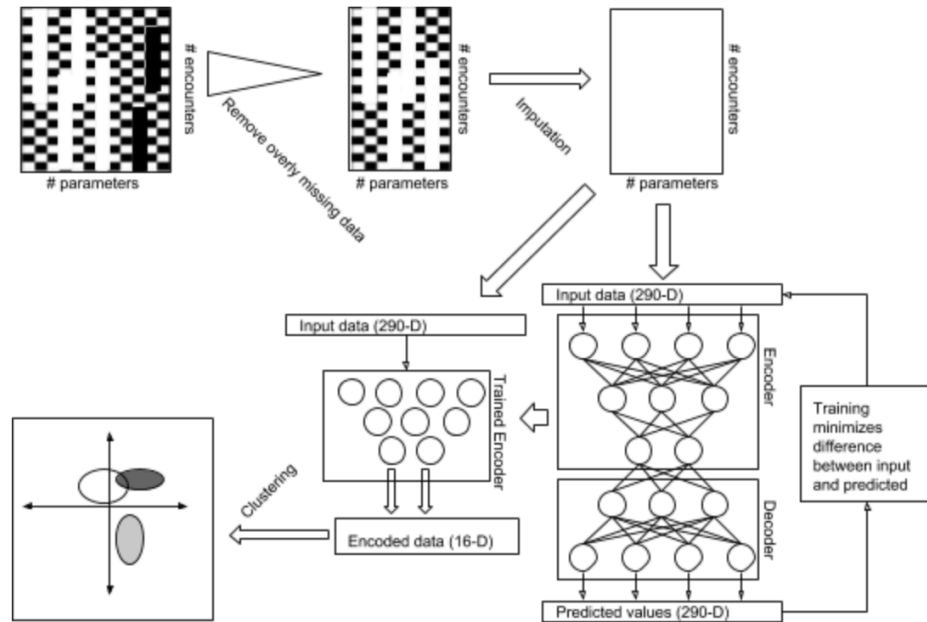 # encounters
# parameters
Remove overly missing data
# encounters
Imputation
# encounters
# parameters
Input data (290-D)
Input data (290-D)
Encoder
Trained Encoder
Training
minimizes
difference
between input
and predicted
Clustering
Encoded data (16-D)
Decoder
Predicted values (290-D)